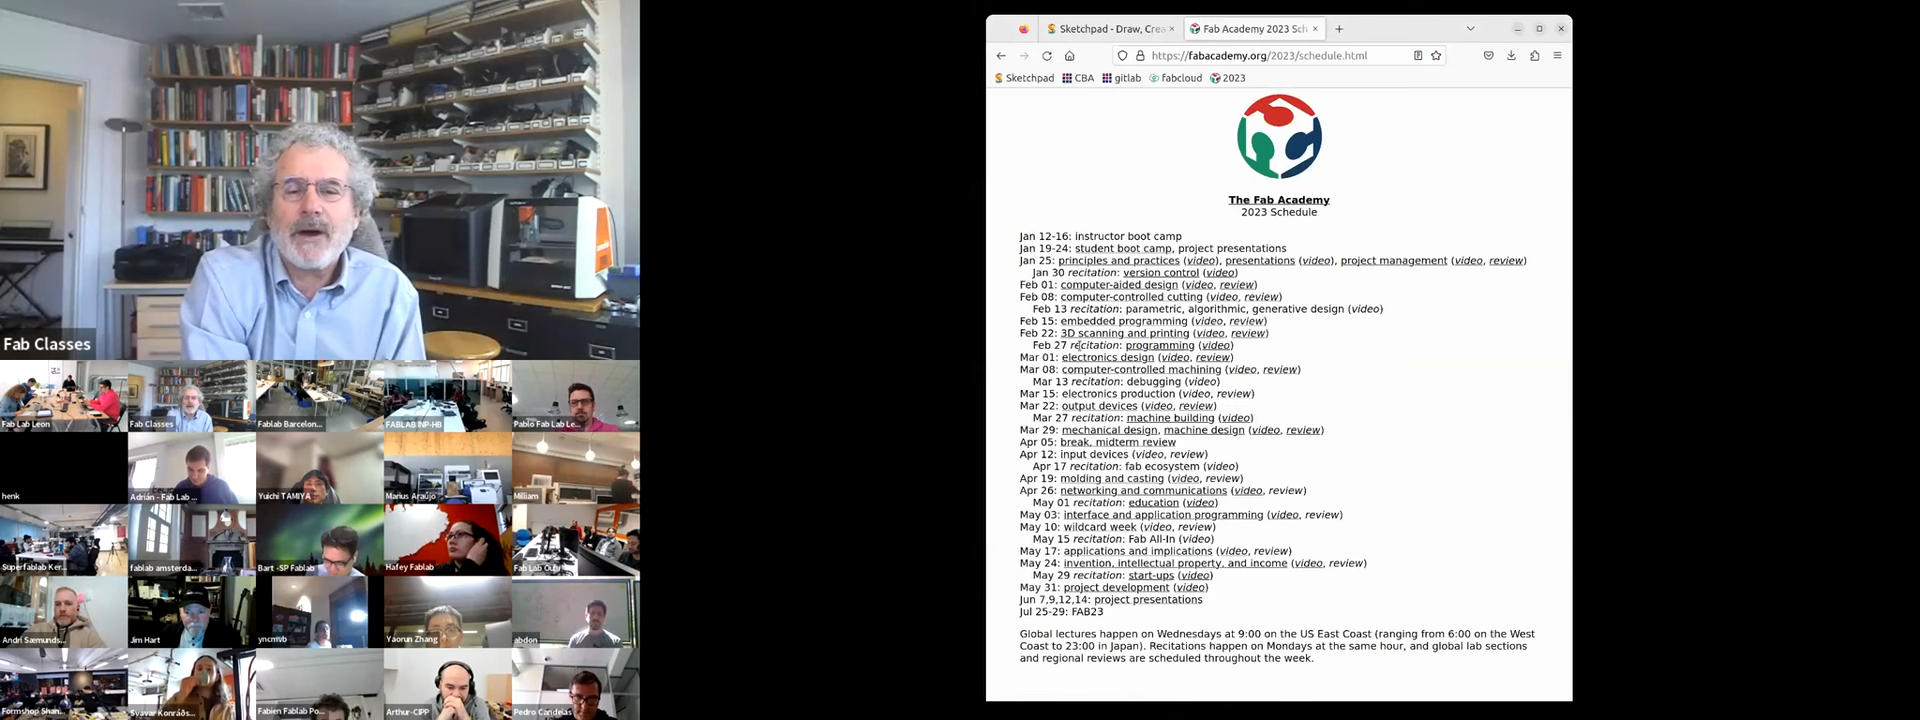 Fab Classes
Fab Lab Leon
Fab Classes
Fablab Barcelon...
FABLAB INP-HB
Pablo Fab Lab Le...
henk
Adrián - Fab Lab ...
Yuichi TAMIYA
Marius Araújo
Milliam
Superfablab Ker...
fablab amsterda...
Bart -SP Fablab
Hafey Fablab
Fab Lab Oulu
Andri Sæmunds...
Jim Hart
yncmvb
Yaorun Zhang
abdon
Formshop Shan...
Svavar Konráðs...
Fabien Fablab Po...
Arthur-CIPP
Pedro Candeias
Sketchpad - Draw, Crea
Fab Academy 2023 Sch
https://fabacademy.org/2023/schedule.html
Sketchpad CBA gitlab fabcloud 2023
The Fab Academy
2023 Schedule
Jan 12-16: instructor boot camp
Jan 19-24: student boot camp, project presentations
Jan 25: principles and practices (video), presentations (video), project management (video, review)
Jan 30 recitation: version control (video)
Feb 01: computer-aided design (video, review)
Feb 08: computer-controlled cutting (video, review)
Feb 13 recitation: parametric, algorithmic, generative design (video)
Feb 15: embedded programming (video, review)
Feb 22: 3D scanning and printing (video, review)
Feb 27 recitation: programming (video)
Mar 01: electronics design (video, review)
Mar 08: computer-controlled machining (video, review)
Mar 13 recitation: debugging (video)
Mar 15: electronics production (video, review)
Mar 22: output devices (video, review)
Mar 27 recitation: machine building (video)
Mar 29: mechanical design, machine design (video, review)
Apr 05: break, midterm review
Apr 12: input devices (video, review)
Apr 17 recitation: fab ecosystem (video)
Apr 19: molding and casting (video, review)
Apr 26: networking and communications (video, review)
May 01 recitation: education (video)
May 03: interface and application programming (video, review)
May 10: wildcard week (video, review)
May 15 recitation: Fab All-In (video)
May 17: applications and implications (video, review)
May 24: invention, intellectual property, and income (video, review)
May 29 recitation: start-ups (video)
May 31: project development (video)
Jun 7,9,12,14: project presentations
Jul 25-29: FAB23
Global lectures happen on Wednesdays at 9:00 on the US East Coast (ranging from 6:00 on the West
Coast to 23:00 in Japan). Recitations happen on Mondays at the same hour, and global lab sections
and regional reviews are scheduled throughout the week.